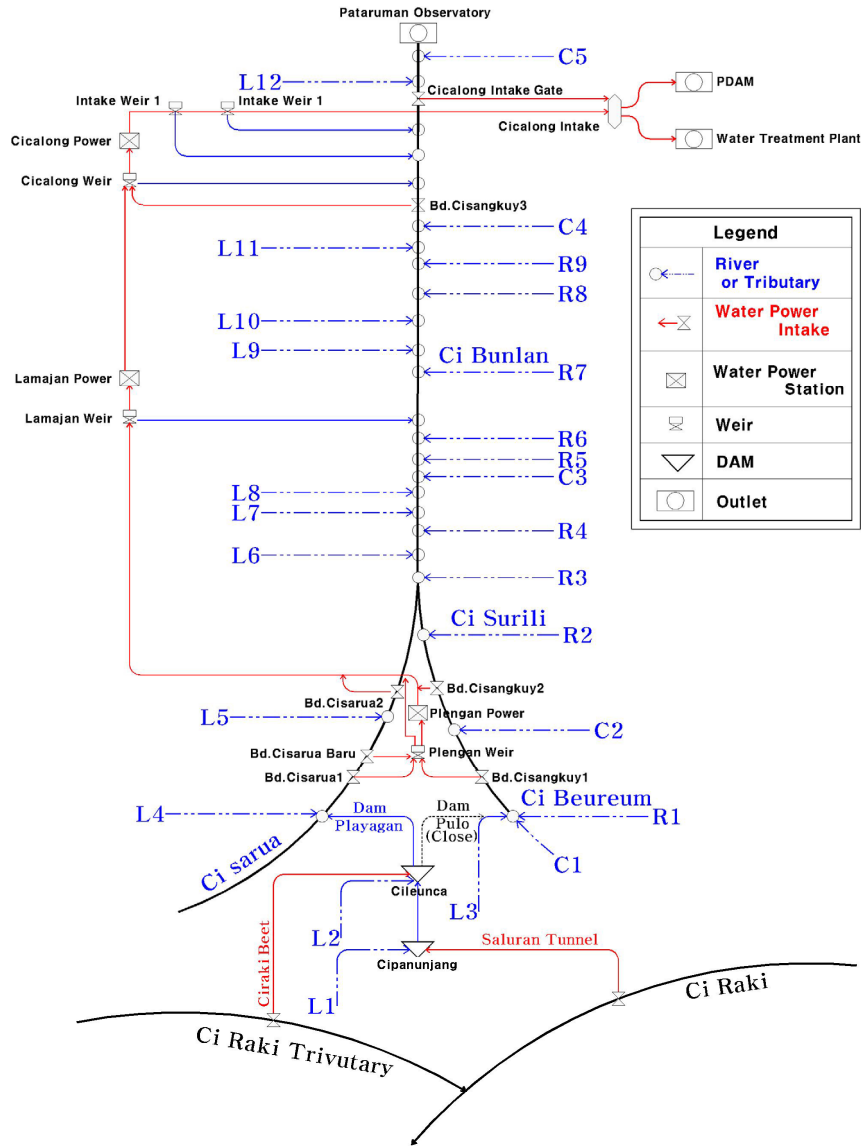 Pataruman Observatory
C5
L12
Cicalong Intake Gate
PDAM
Intake Weir 1
Intake Weir 1
Cicalong Intake
Water Treatment Plant
Cicalong Power
Cicalong Weir
Bd.Cisangkuy3
C4
L11
R9
R8
L10
L9
Ci Bunlan
R7
Lamajan Power
Lamajan Weir
R6
R5
C3
L8
L7
R4
L6
R3
Legend
River
or Tributary
Water Power
Intake
Water Power
Station
Weir
DAM
Outlet
Ci Surili
R2
Bd.Cisangkuy2
Bd.Cisarua2
Plengan Power
L5
C2
Bd.Cisarua Baru
Plengan Weir
Bd.Cisarua1
Bd.Cisangkuy1
Ci Beureum
L4
Dam
Playagan
Dam
Pulo
(Close)
R1
C1
Ci sarua
Cileunca
L2
L3
Ciraki Beet
Saluran Tunnel
Cipanunjang
L1
Ci Raki
Ci Raki Trivutary